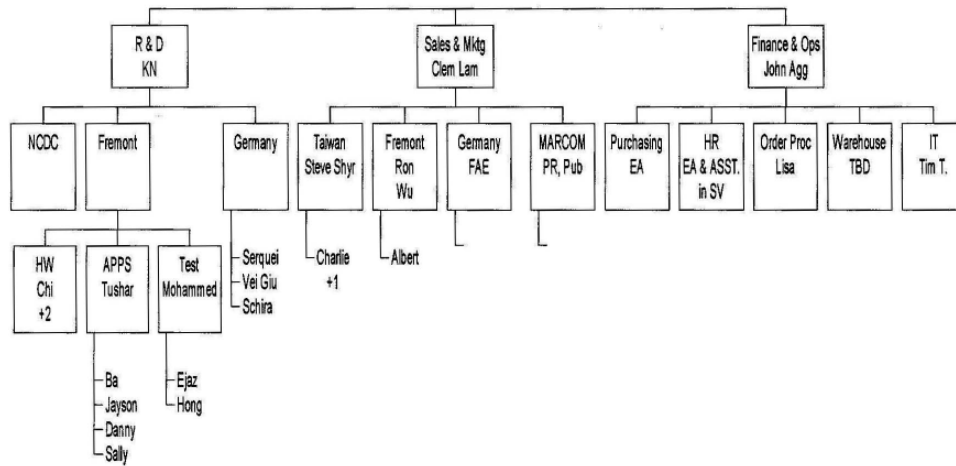 R & D
KN
Sales & Mktg
Clem Lam
Finance & Ops
John Agg
NCDC
Fremont
Germany
Taiwan
Steve Shyr
Fremont
Ron
Wu
Germany
FAE
MARCOM
PR, Pub
Purchasing
EA
HR
EA & ASST.
in SV
Order Proc
Lisa
Warehouse
TBD
IT
Tim T.
HW
Chi
+2
APPS
Tushar
Test
Mohammed
Serquei
Vei Giu
Schira
Charlie
+1
Albert
Ba
Jayson
Danny
Sally
Ejaz
Hong